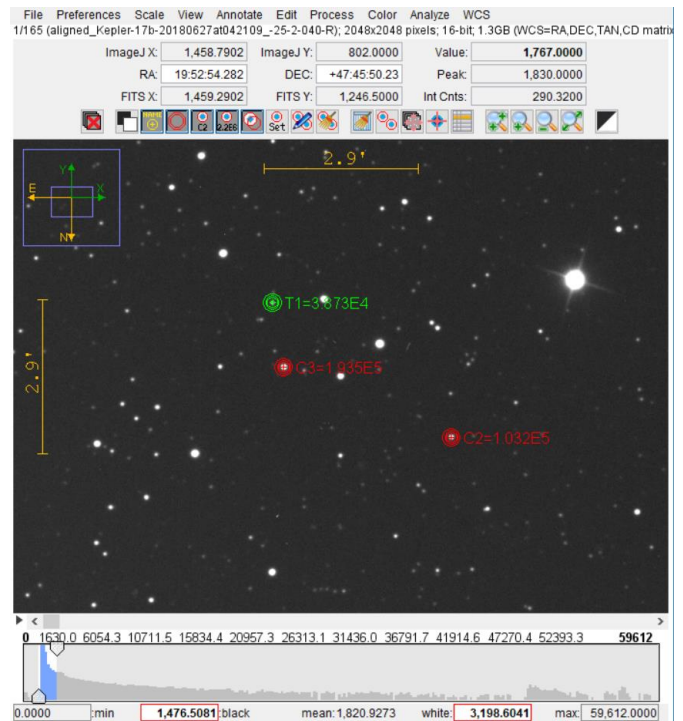 File Preferences Scale View Annotate Edit Process Color Analyze WCS
1/165 (aligned_Kepler-17b-20180627at042109_-25-2-040-R); 2048x2048 pixels; 16-bit; 1.3GB (WCS=RA,DEC,TAN,CD matrix
ImageJ X: 1,458.7902 ImageJ Y: 802.0000 Value: 1,767.0000
RA: 19:52:54.282 DEC: +47:45:50.23 Peak: 1,830.0000
FITS X: 1,459.2902 FITS Y: 1,246.5000 Int Cnts: 290.3200
NAME C2 2.2E6 Set
2.9'
Y
E X
N
T1=3.873E4
2.9'
C3=1.935E5
C2=1.032E5
0 1630.0 6054.3 10711.5 15834.4 20957.3 26313.1 31436.0 36791.7 41914.6 47270.4 52393.3 59612
0.0000 :min 1,476.5081 :black mean: 1,820.9273 white: 3,198.6041 max: 59,612.0000